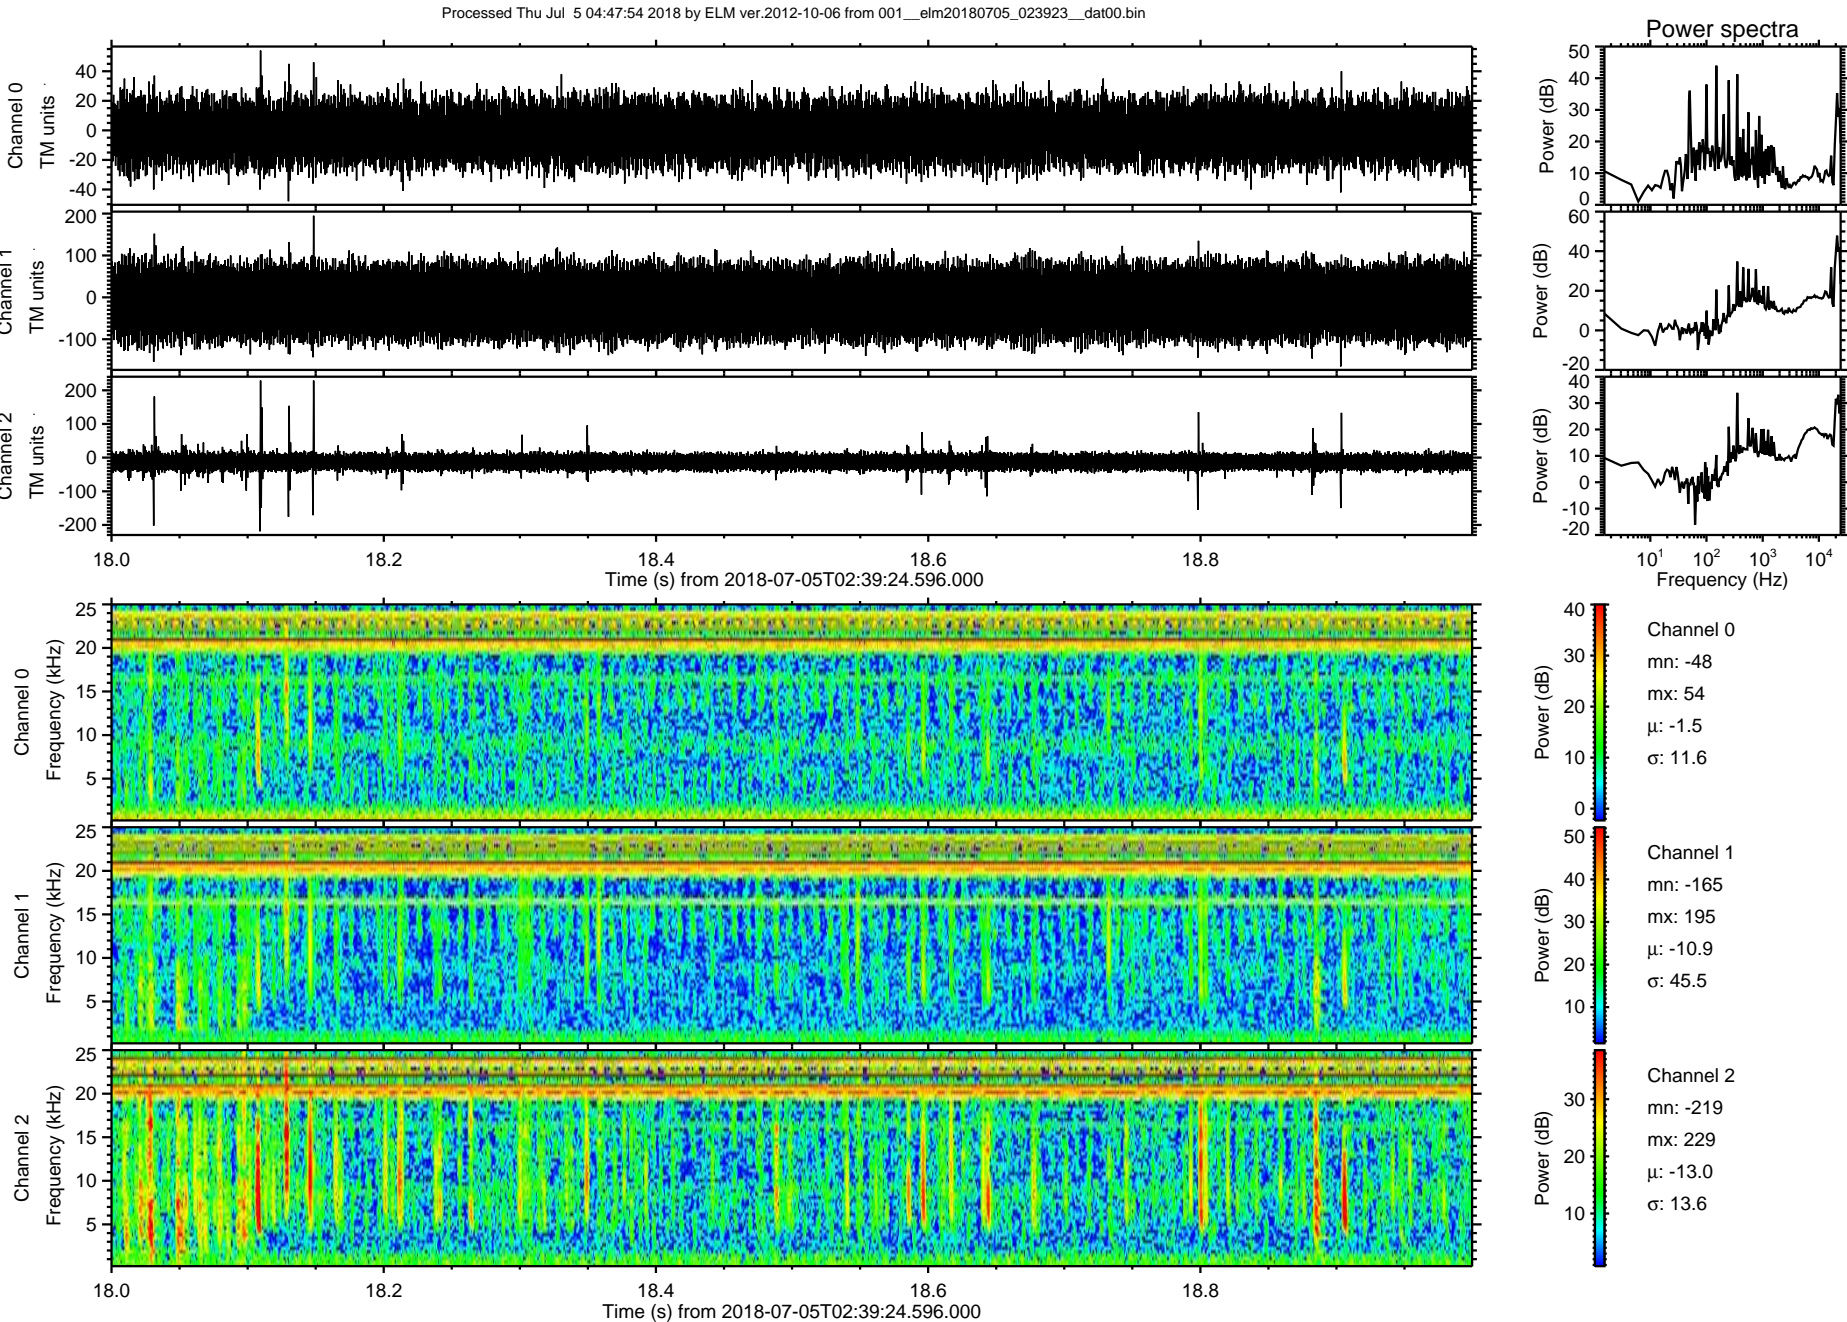 Processed Thu Jul  5 04:47:54 2018 by ELM ver.2012-10-06 from 001__elm20180705_023923__dat00.bin
Power spectra
Channel 0
TM units
40
20
0
-20
-40
Power (dB)
50
40
30
20
10
0
Channel 1
TM units
200
100
0
-100
Power (dB)
60
40
20
0
-20
Channel 2
TM units
200
100
0
-100
-200
Power (dB)
40
30
20
10
0
-10
-20
18.0 18.2 18.4 18.6 18.8
Time (s) from 2018-07-05T02:39:24.596.000
10^1 10^2 10^3 10^4
Frequency (Hz)
Channel 0
Frequency (kHz)
25
20
15
10
5
Power (dB)
40
30
20
10
0
Channel 0
mn: -48
mx: 54
μ: -1.5
σ: 11.6
Channel 1
Frequency (kHz)
25
20
15
10
5
Power (dB)
50
40
30
20
10
Channel 1
mn: -165
mx: 195
μ: -10.9
σ: 45.5
Channel 2
Frequency (kHz)
25
20
15
10
5
Power (dB)
30
20
10
Channel 2
mn: -219
mx: 229
μ: -13.0
σ: 13.6
18.0 18.2 18.4 18.6 18.8
Time (s) from 2018-07-05T02:39:24.596.000